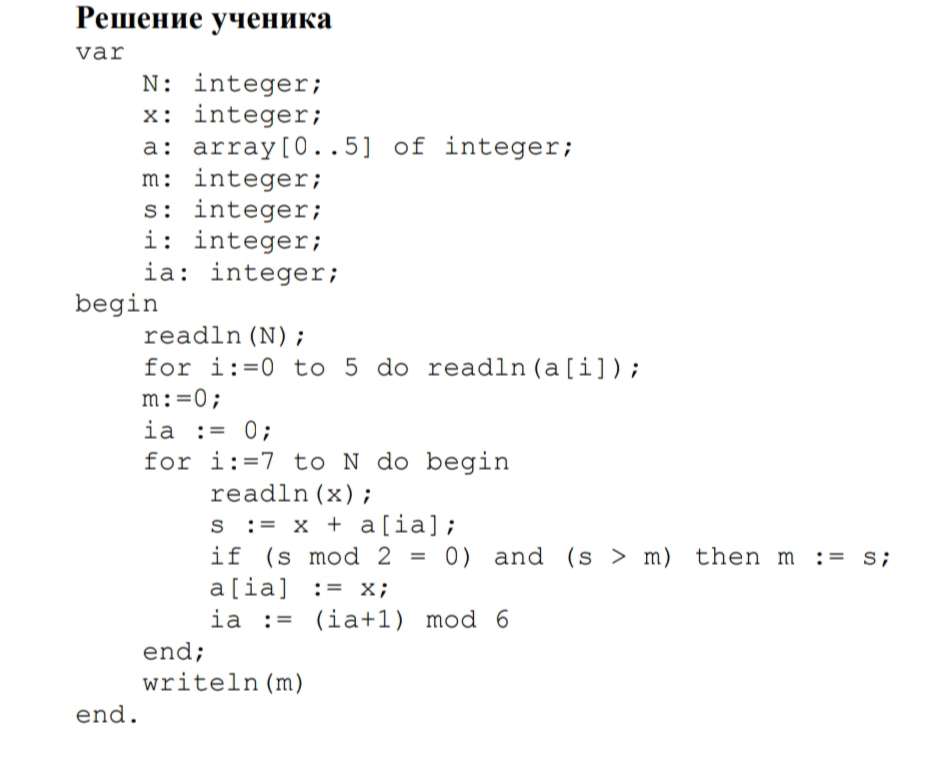 Решение ученика
var
N: integer;
x: integer;
a: array[0..5] of integer;
m: integer;
s: integer;
i: integer;
ia: integer;
begin
readln(N);
for i:=0 to 5 do readln(a[i]);
m:=0;
ia := 0;
for i:=7 to N do begin
readln(x);
s := x + a[ia];
if (s mod 2 = 0) and (s > m) then m := s;
a[ia] := x;
ia := (ia+1) mod 6
end;
writeln(m)
end.